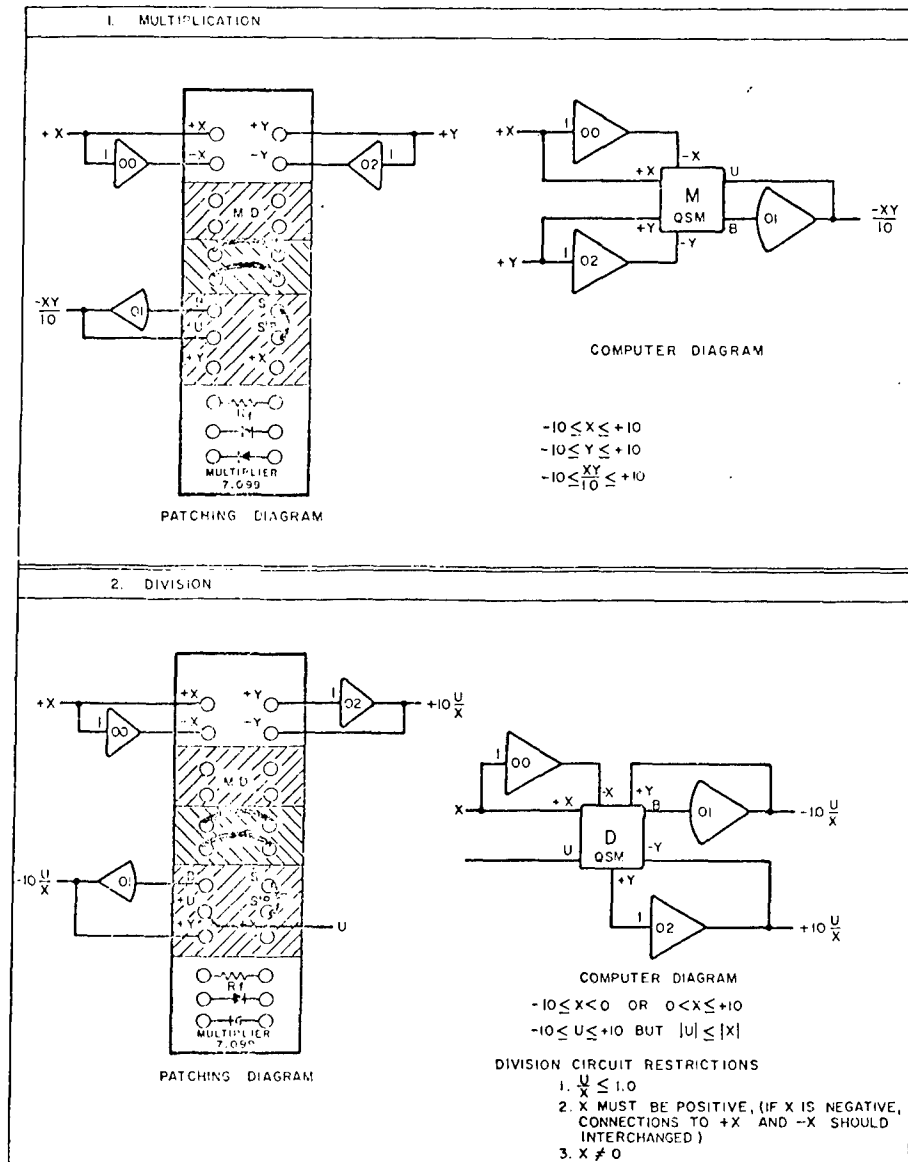 1. MULTIPLICATION
+X
+X
+Y
+Y
1
00
-X
-Y
02
1
M D
-XY
10
01
B
S
U
S'
+Y
+X
Rf
MULTIPLIER
7.099
PATCHING DIAGRAM
+X
1
00
-X
+X
M
QSM
U
B
01
-XY
10
+Y
+Y
1
02
-Y
COMPUTER DIAGRAM
-10 ≤ X ≤ +10
-10 ≤ Y ≤ +10
-10 ≤ XY/10 ≤ +10
2. DIVISION
+X
+X
+Y
1
02
+10 U/X
1
00
-X
-Y
M D
-10 U/X
01
B
S
+U
S'
+Y
+X
U
Rf
MULTIPLIER
7.099
PATCHING DIAGRAM
1
00
-X
+Y
X
+X
B
01
-10 U/X
D
QSM
U
-Y
+Y
1
02
+10 U/X
COMPUTER DIAGRAM
-10 ≤ X < 0 OR 0 < X ≤ +10
-10 ≤ U ≤ +10 BUT |U| ≤ |X|
DIVISION CIRCUIT RESTRICTIONS
1. U/X ≤ 1.0
2. X MUST BE POSITIVE, (IF X IS NEGATIVE,
CONNECTIONS TO +X AND -X SHOULD
INTERCHANGED)
3. X ≠ 0